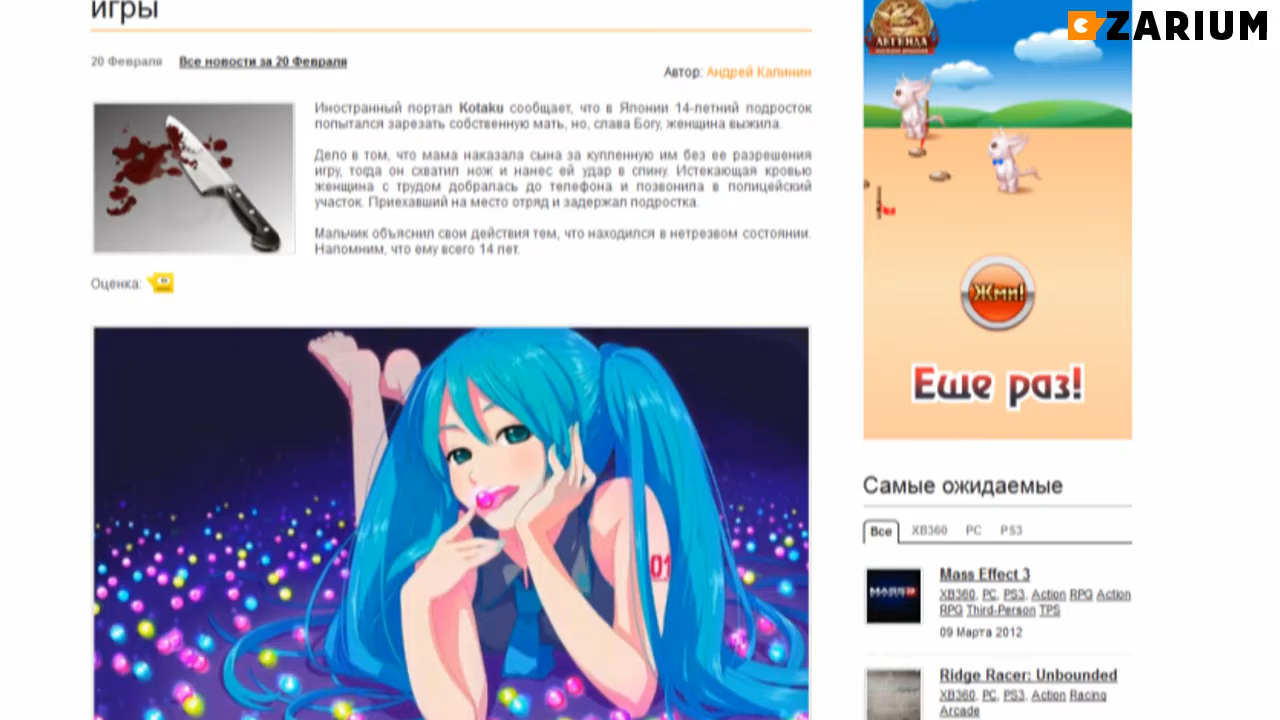 игры
ZARIUM
20 Февраля Все новости за 20 Февраля
Автор: Андрей Калинин
Иностранный портал Kotaku сообщает, что в Японии 14-летний подросток
попытался зарезать собственную мать, но, слава Богу, женщина выжила.
Дело в том, что мама наказала сына за купленную им без ее разрешения
игру, тогда он схватил нож и нанес ей удар в спину. Истекающая кровью
женщина с трудом добралась до телефона и позвонила в полицейский
участок. Приехавший на место отряд и задержал подростка.
Мальчик объяснил свои действия тем, что находился в нетрезвом состоянии.
Напомним, что ему всего 14 лет.
Оценка:
01
ЛЕГЕНДА
Жми!
Еще раз!
Самые ожидаемые
Все XB360 PC PS3
Mass Effect 3
XB360, PC, PS3, Action RPG Action
RPG Third-Person TPS
09 Марта 2012
Ridge Racer: Unbounded
XB360, PC, PS3, Action Racing
Arcade